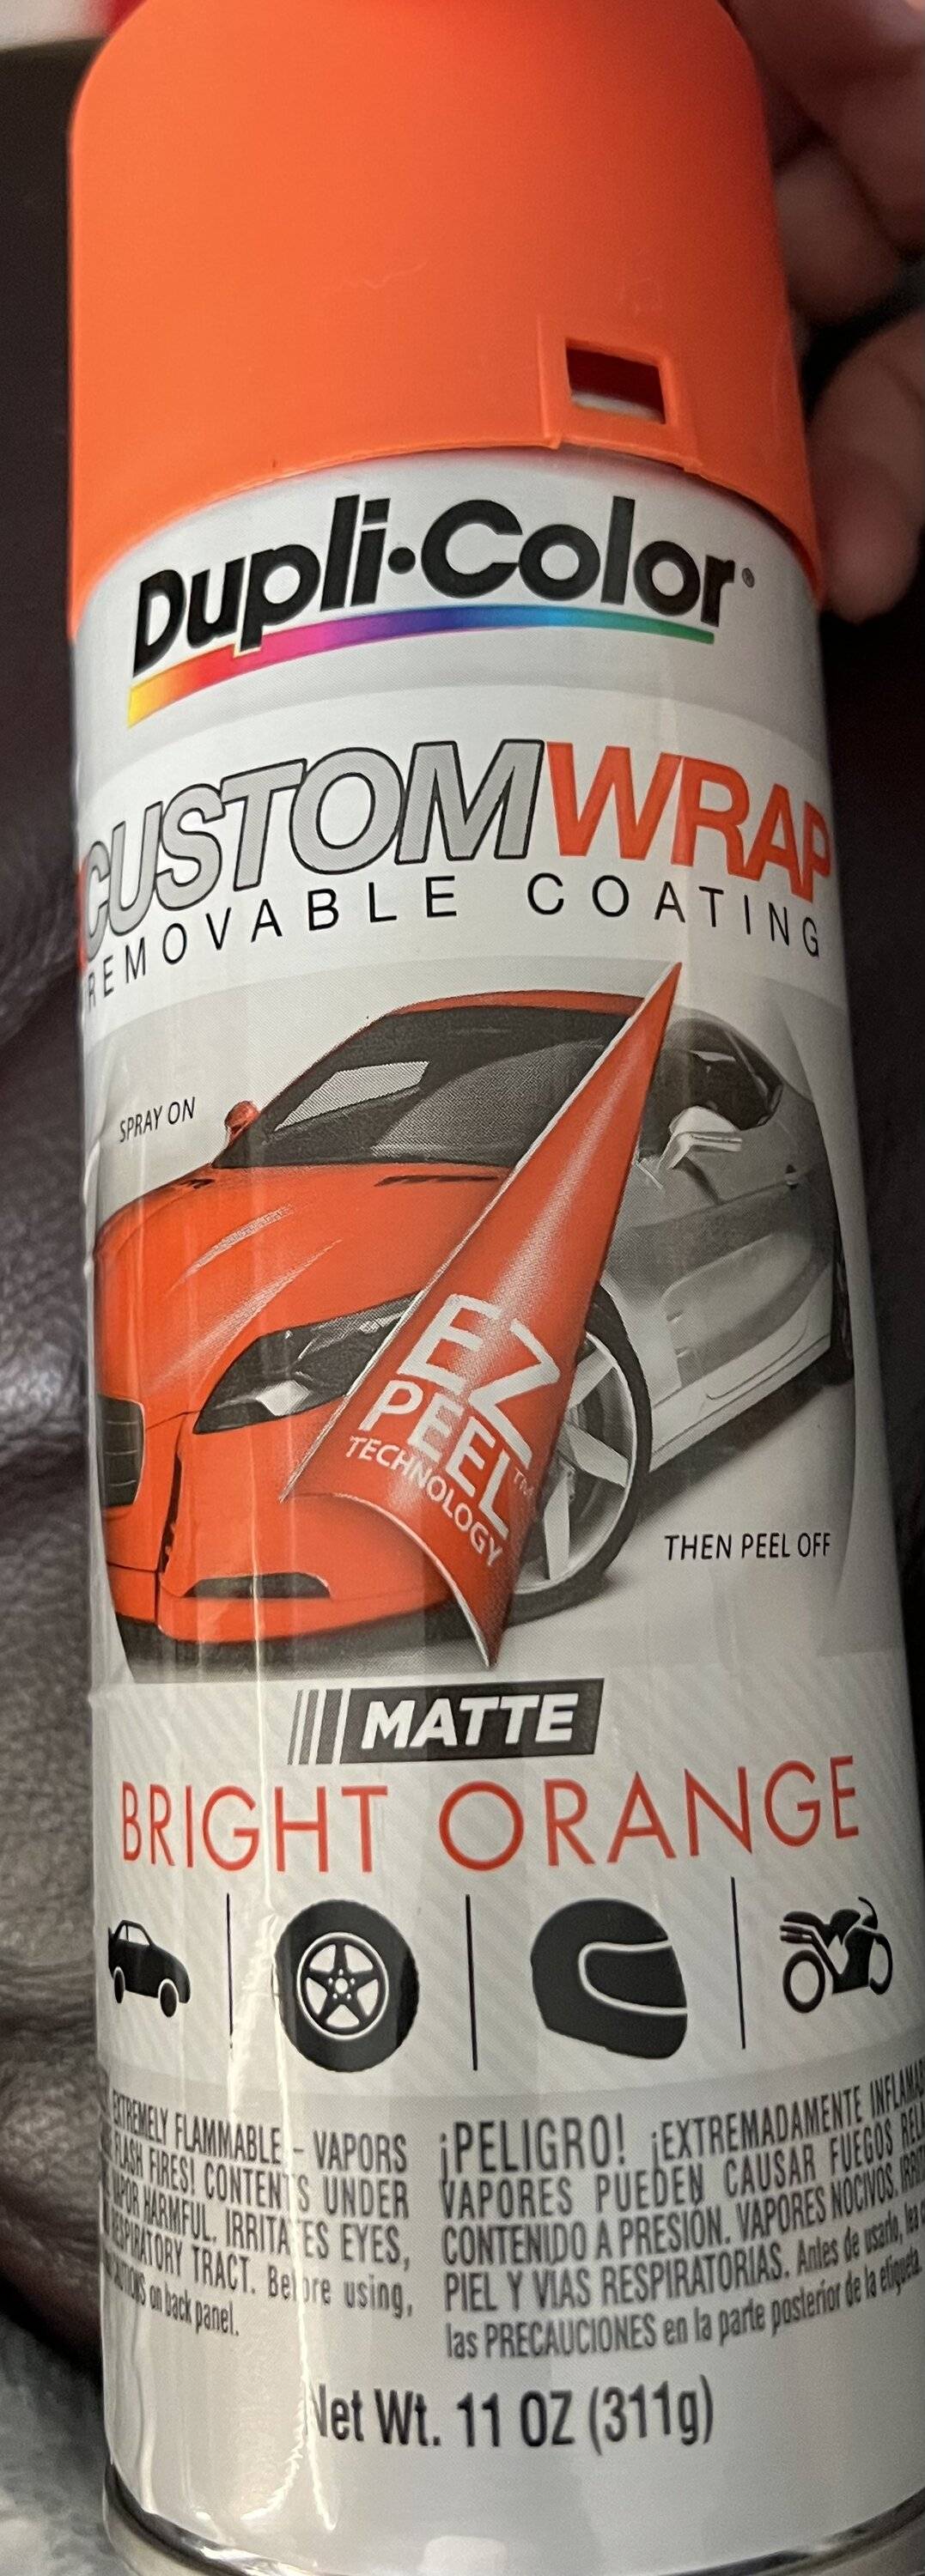 Dupli·Color®
CUSTOMWRAP
REMOVABLE COATING
SPRAY ON
EZ
PEEL™
TECHNOLOGY
THEN PEEL OFF
MATTE
BRIGHT ORANGE
EXTREMELY FLAMMABLE – VAPORS
FLASH FIRES! CONTENTS UNDER
VAPOR HARMFUL. IRRITATES EYES,
RESPIRATORY TRACT. Before using,
on back panel.
¡PELIGRO! ¡EXTREMADAMENTE
VAPORES PUEDEN CAUSAR FUEGOS
CONTENIDO A PRESIÓN. VAPORES NOCIVOS.
PIEL Y VIAS RESPIRATORIAS. Antes de usarlo, lea
las PRECAUCIONES en la parte posterior de la etiqueta.
Net Wt. 11 OZ (311g)